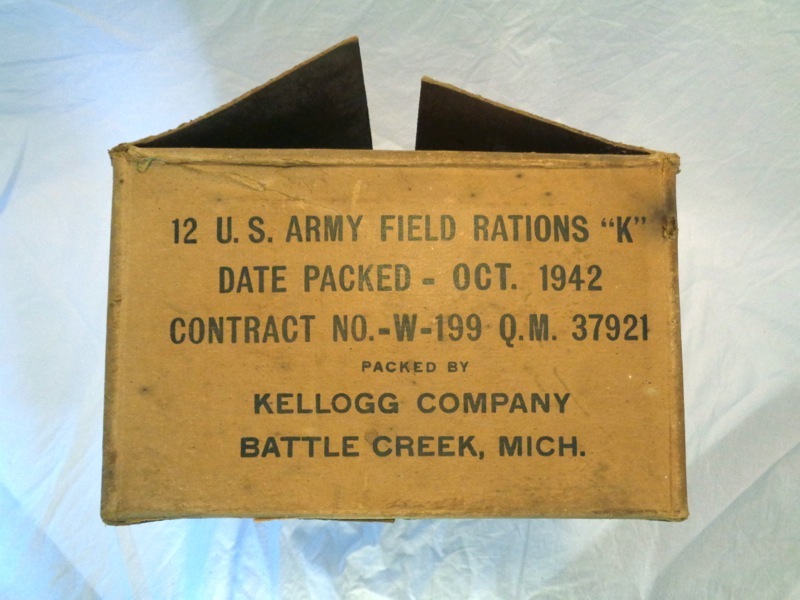 12 U.S. ARMY FIELD RATIONS “K”
DATE PACKED - OCT. 1942
CONTRACT NO.-W-199 Q.M. 37921
PACKED BY
KELLOGG COMPANY
BATTLE CREEK, MICH.